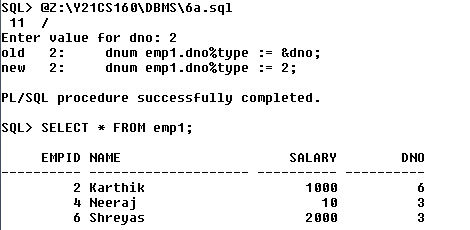 SQL> @Z:\Y21CS160\DBMS\6a.sql
 11  /
Enter value for dno: 2
old   2:      dnum emp1.dno%type := &dno;
new   2:      dnum emp1.dno%type := 2;

PL/SQL procedure successfully completed.

SQL> SELECT * FROM emp1;

     EMPID NAME                     SALARY        DNO
---------- -------------------- ---------- ----------
         2 Karthik                    1000          6
         4 Neeraj                       10          3
         6 Shreyas                    2000          3